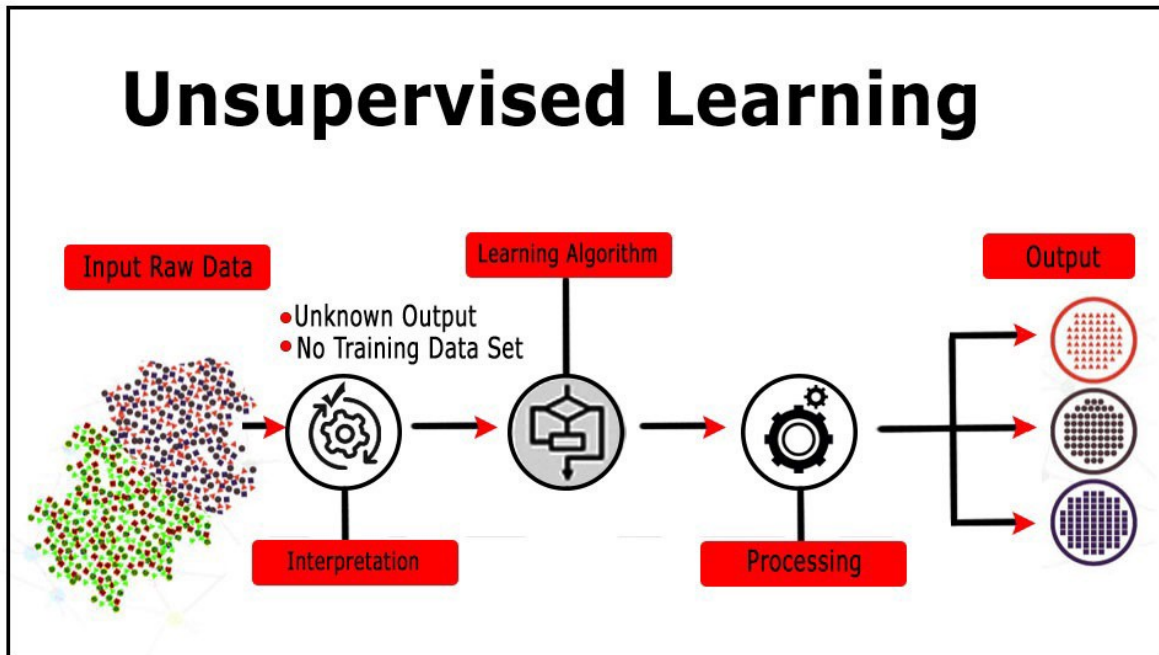 Unsupervised Learning
Input Raw Data
Learning Algorithm
Output
•Unknown Output
•No Training Data Set
Interpretation
Processing